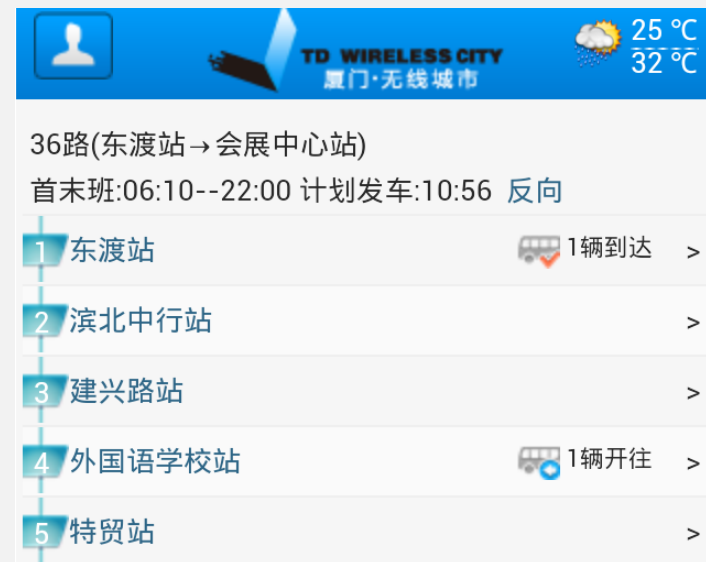 TD WIRELESS CITY
厦门·无线城市
25 ℃
32 ℃
36路(东渡站→会展中心站)
首末班:06:10--22:00 计划发车:10:56 反向
1 东渡站 1辆到达 >
2 滨北中行站 >
3 建兴路站 >
4 外国语学校站 1辆开往 >
5 特贸站 >